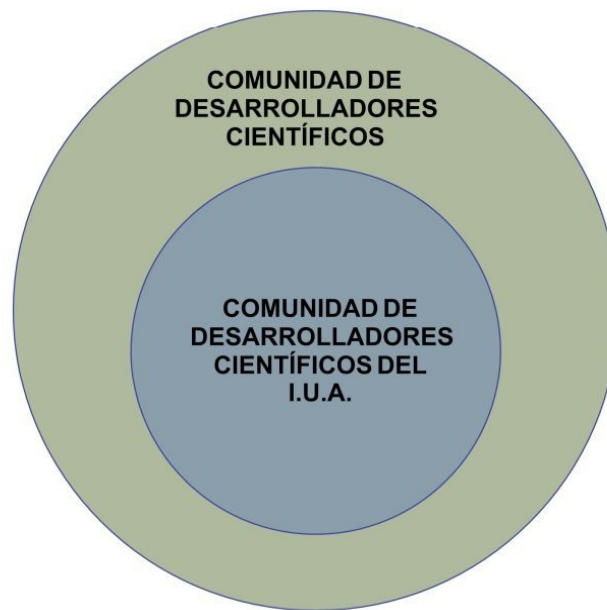 COMUNIDAD DE
DESARROLLADORES
CIENTÍFICOS
COMUNIDAD DE
DESARROLLADORES
CIENTÍFICOS DEL
I.U.A.